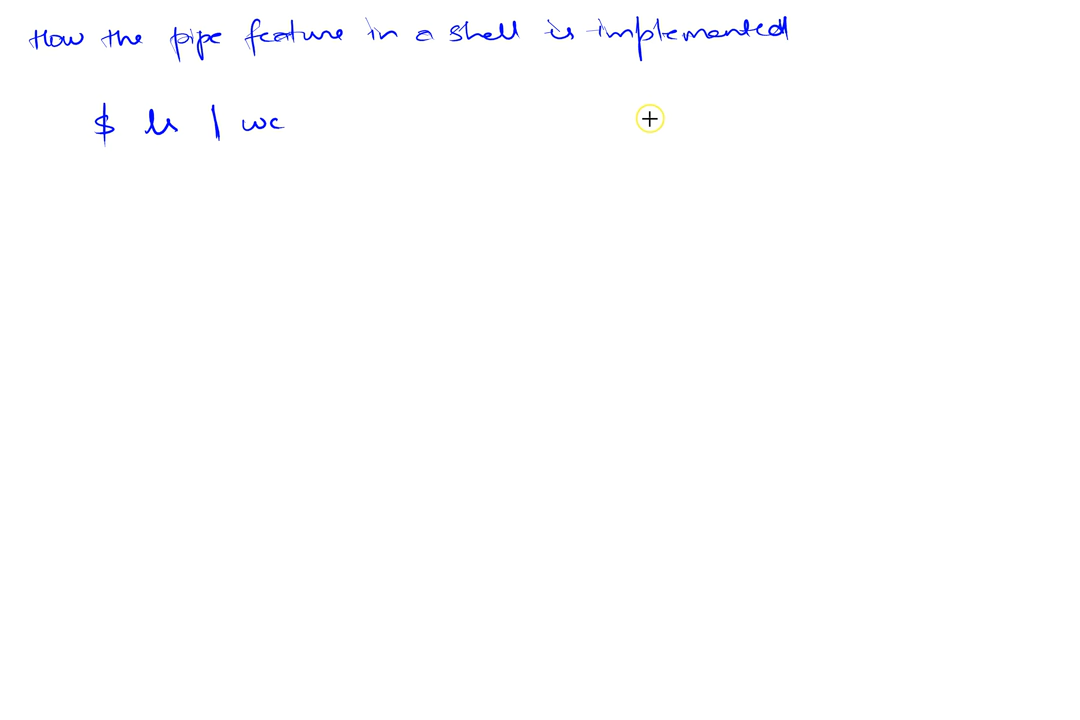 How the pipe feature in a shell is implemented
$ ls | wc